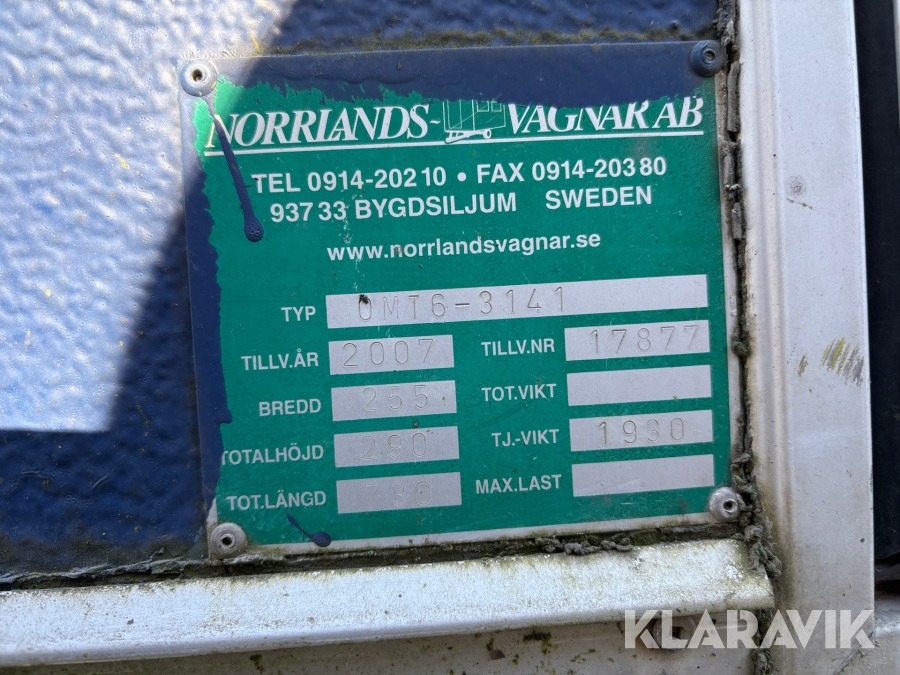 NORRLANDS- VAGNAR AB
TEL 0914-202 10 • FAX 0914-203 80
937 33 BYGDSILJUM SWEDEN
www.norrlandsvagnar.se
TYP OMT6-3141
TILLV.ÅR 2007 TILLV.NR 17877
BREDD 255 TOT.VIKT
TOTALHÖJD 290 TJ.-VIKT 1930
TOT.LÄNGD 780 MAX.LAST
KLARAVIK